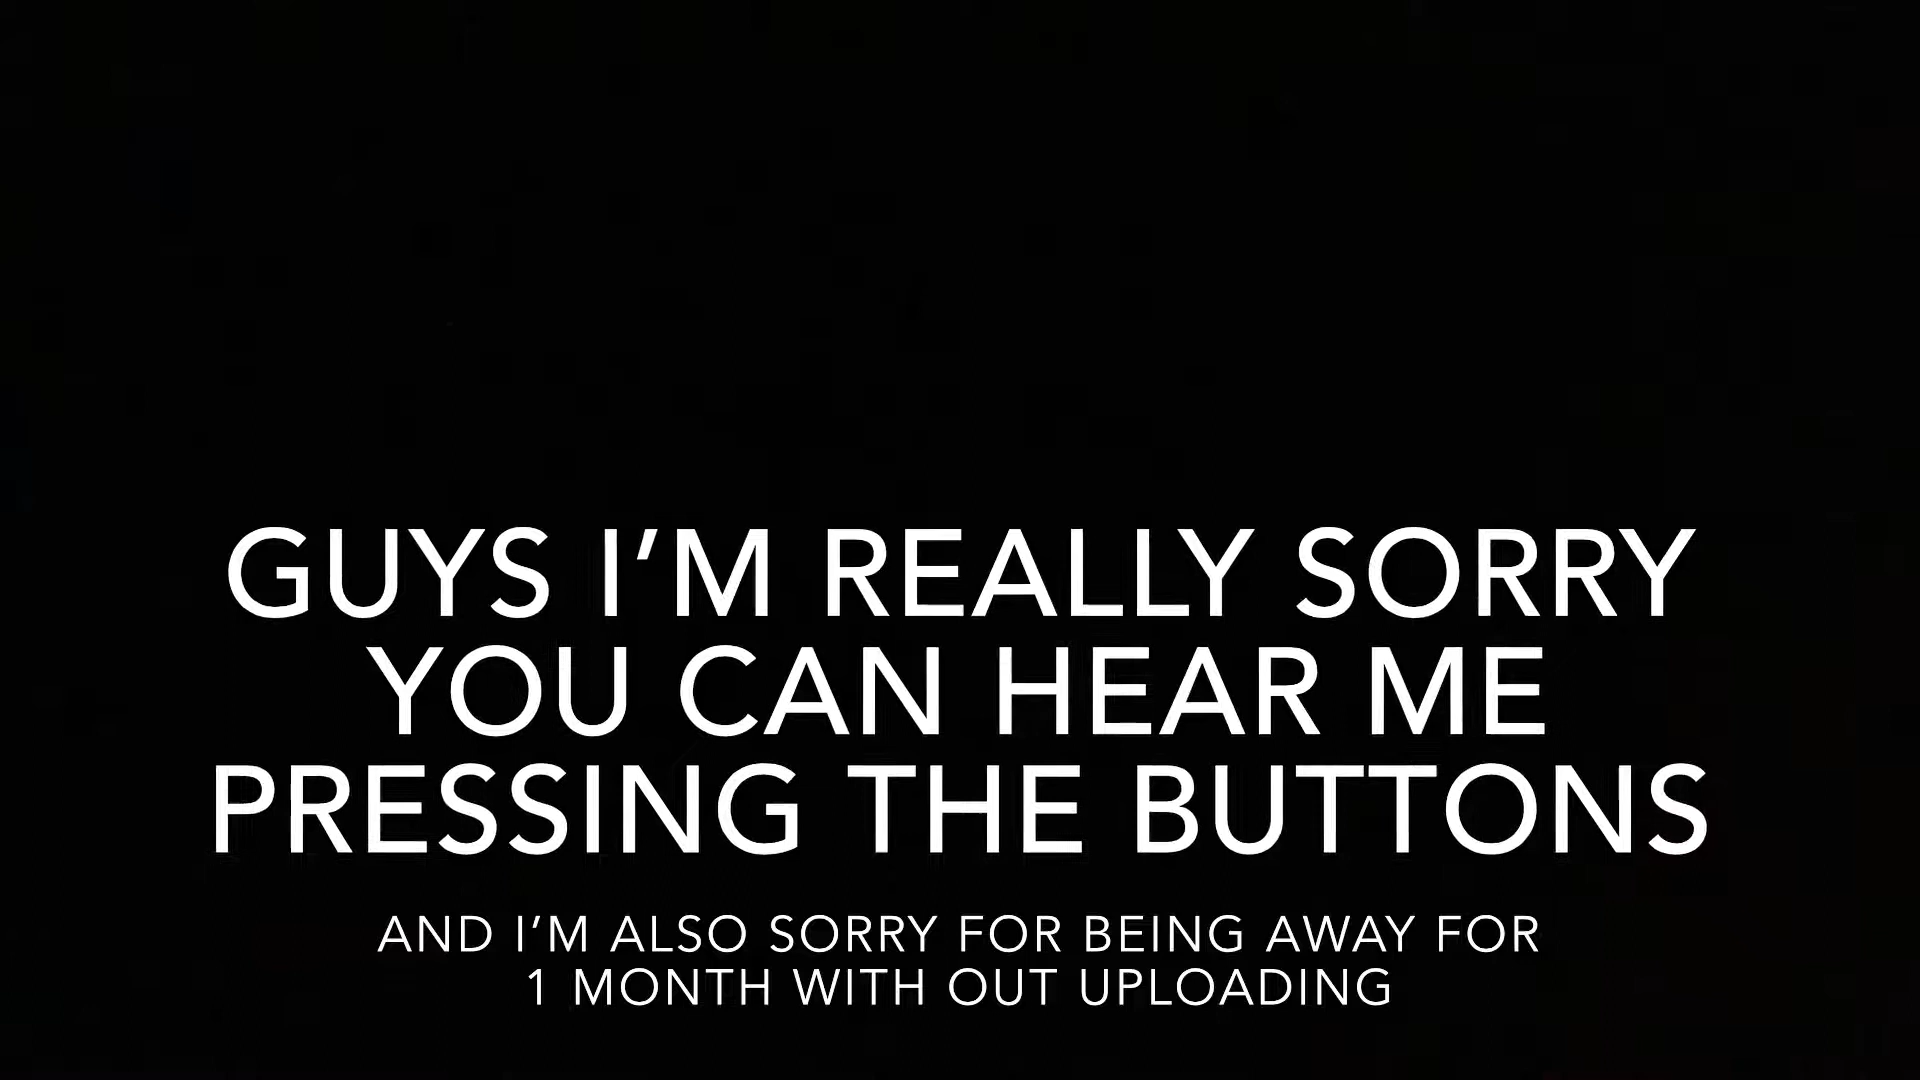 GUYS I’M REALLY SORRY
YOU CAN HEAR ME
PRESSING THE BUTTONS
AND I’M ALSO SORRY FOR BEING AWAY FOR
1 MONTH WITH OUT UPLOADING